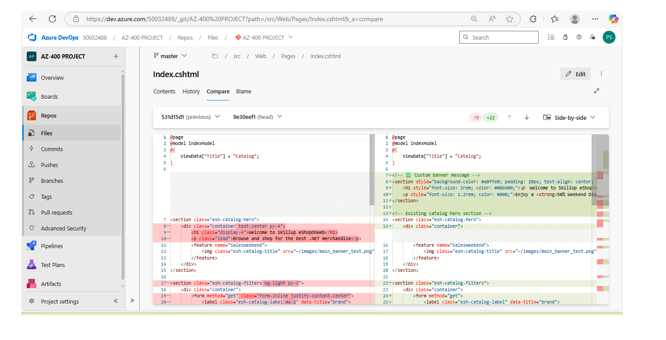 https://dev.azure.com/50032488/_git/AZ-400%20PROJECT?path=/src/Web/Pages/Index.cshtml&_a=compare
Azure DevOps 50032488 / AZ-400 PROJECT / Repos / Files / AZ-400 PROJECT
Search
PS
AP AZ-400 PROJECT +
Overview
Boards
Repos
Files
Commits
Pushes
Branches
Tags
Pull requests
Advanced Security
Pipelines
Test Plans
Artifacts
Project settings
master / src / Web / Pages / Index.cshtml
Index.cshtml
Edit
Contents History Compare Blame
531d15d1 (previous) 9e30eef1 (head)
+22
Side-by-side
1 @page
2 @model IndexModel
3 @{
4 ViewData["Title"] = "Catalog";
5 }
6
7 <section class="esh-catalog-hero">
8 <div class="container text-center py-4">
9 <h1 class="display-4">Welcome to SkillUp eShopOnWeb</h1>
10 <p class="lead">Browse and shop for the best .NET merchandise</p>
11 <feature name="SalesWeekend">
12 <img class="esh-catalog-title" src="~/images/main_banner_text.png"
13 </feature>
14 </div>
15 </section>
16
17 <section class="esh-catalog-filters bg-light py-3">
18 <div class="container">
19 <form method="get" class="form-inline justify-content-center">
20 <label class="esh-catalog-label mr-2" data-title="brand">
1 @page
2 @model IndexModel
3 @{
4 ViewData["Title"] = "Catalog";
5 }
6
7 <!-- Custom banner message -->
8 <section style="background-color: #e0ffe0; padding: 20px; text-align: center;
9 <h1 style="font-size: 2rem; color: #006400;"> Welcome to SkillUp eShop
10 <p style="font-size: 1.2rem; color: #000;">Enjoy a <strong>50% Weekend Dis
11 </section>
12
13 <!-- Existing catalog hero section -->
14 <section class="esh-catalog-hero">
15 <div class="container">
16 <feature name="SalesWeekend">
17 <img class="esh-catalog-title" src="~/images/main_banner_text.png"
18 </feature>
19 </div>
20 </section>
21
22 <section class="esh-catalog-filters">
23 <div class="container">
24 <form method="get">
25 <label class="esh-catalog-label" data-title="brand">